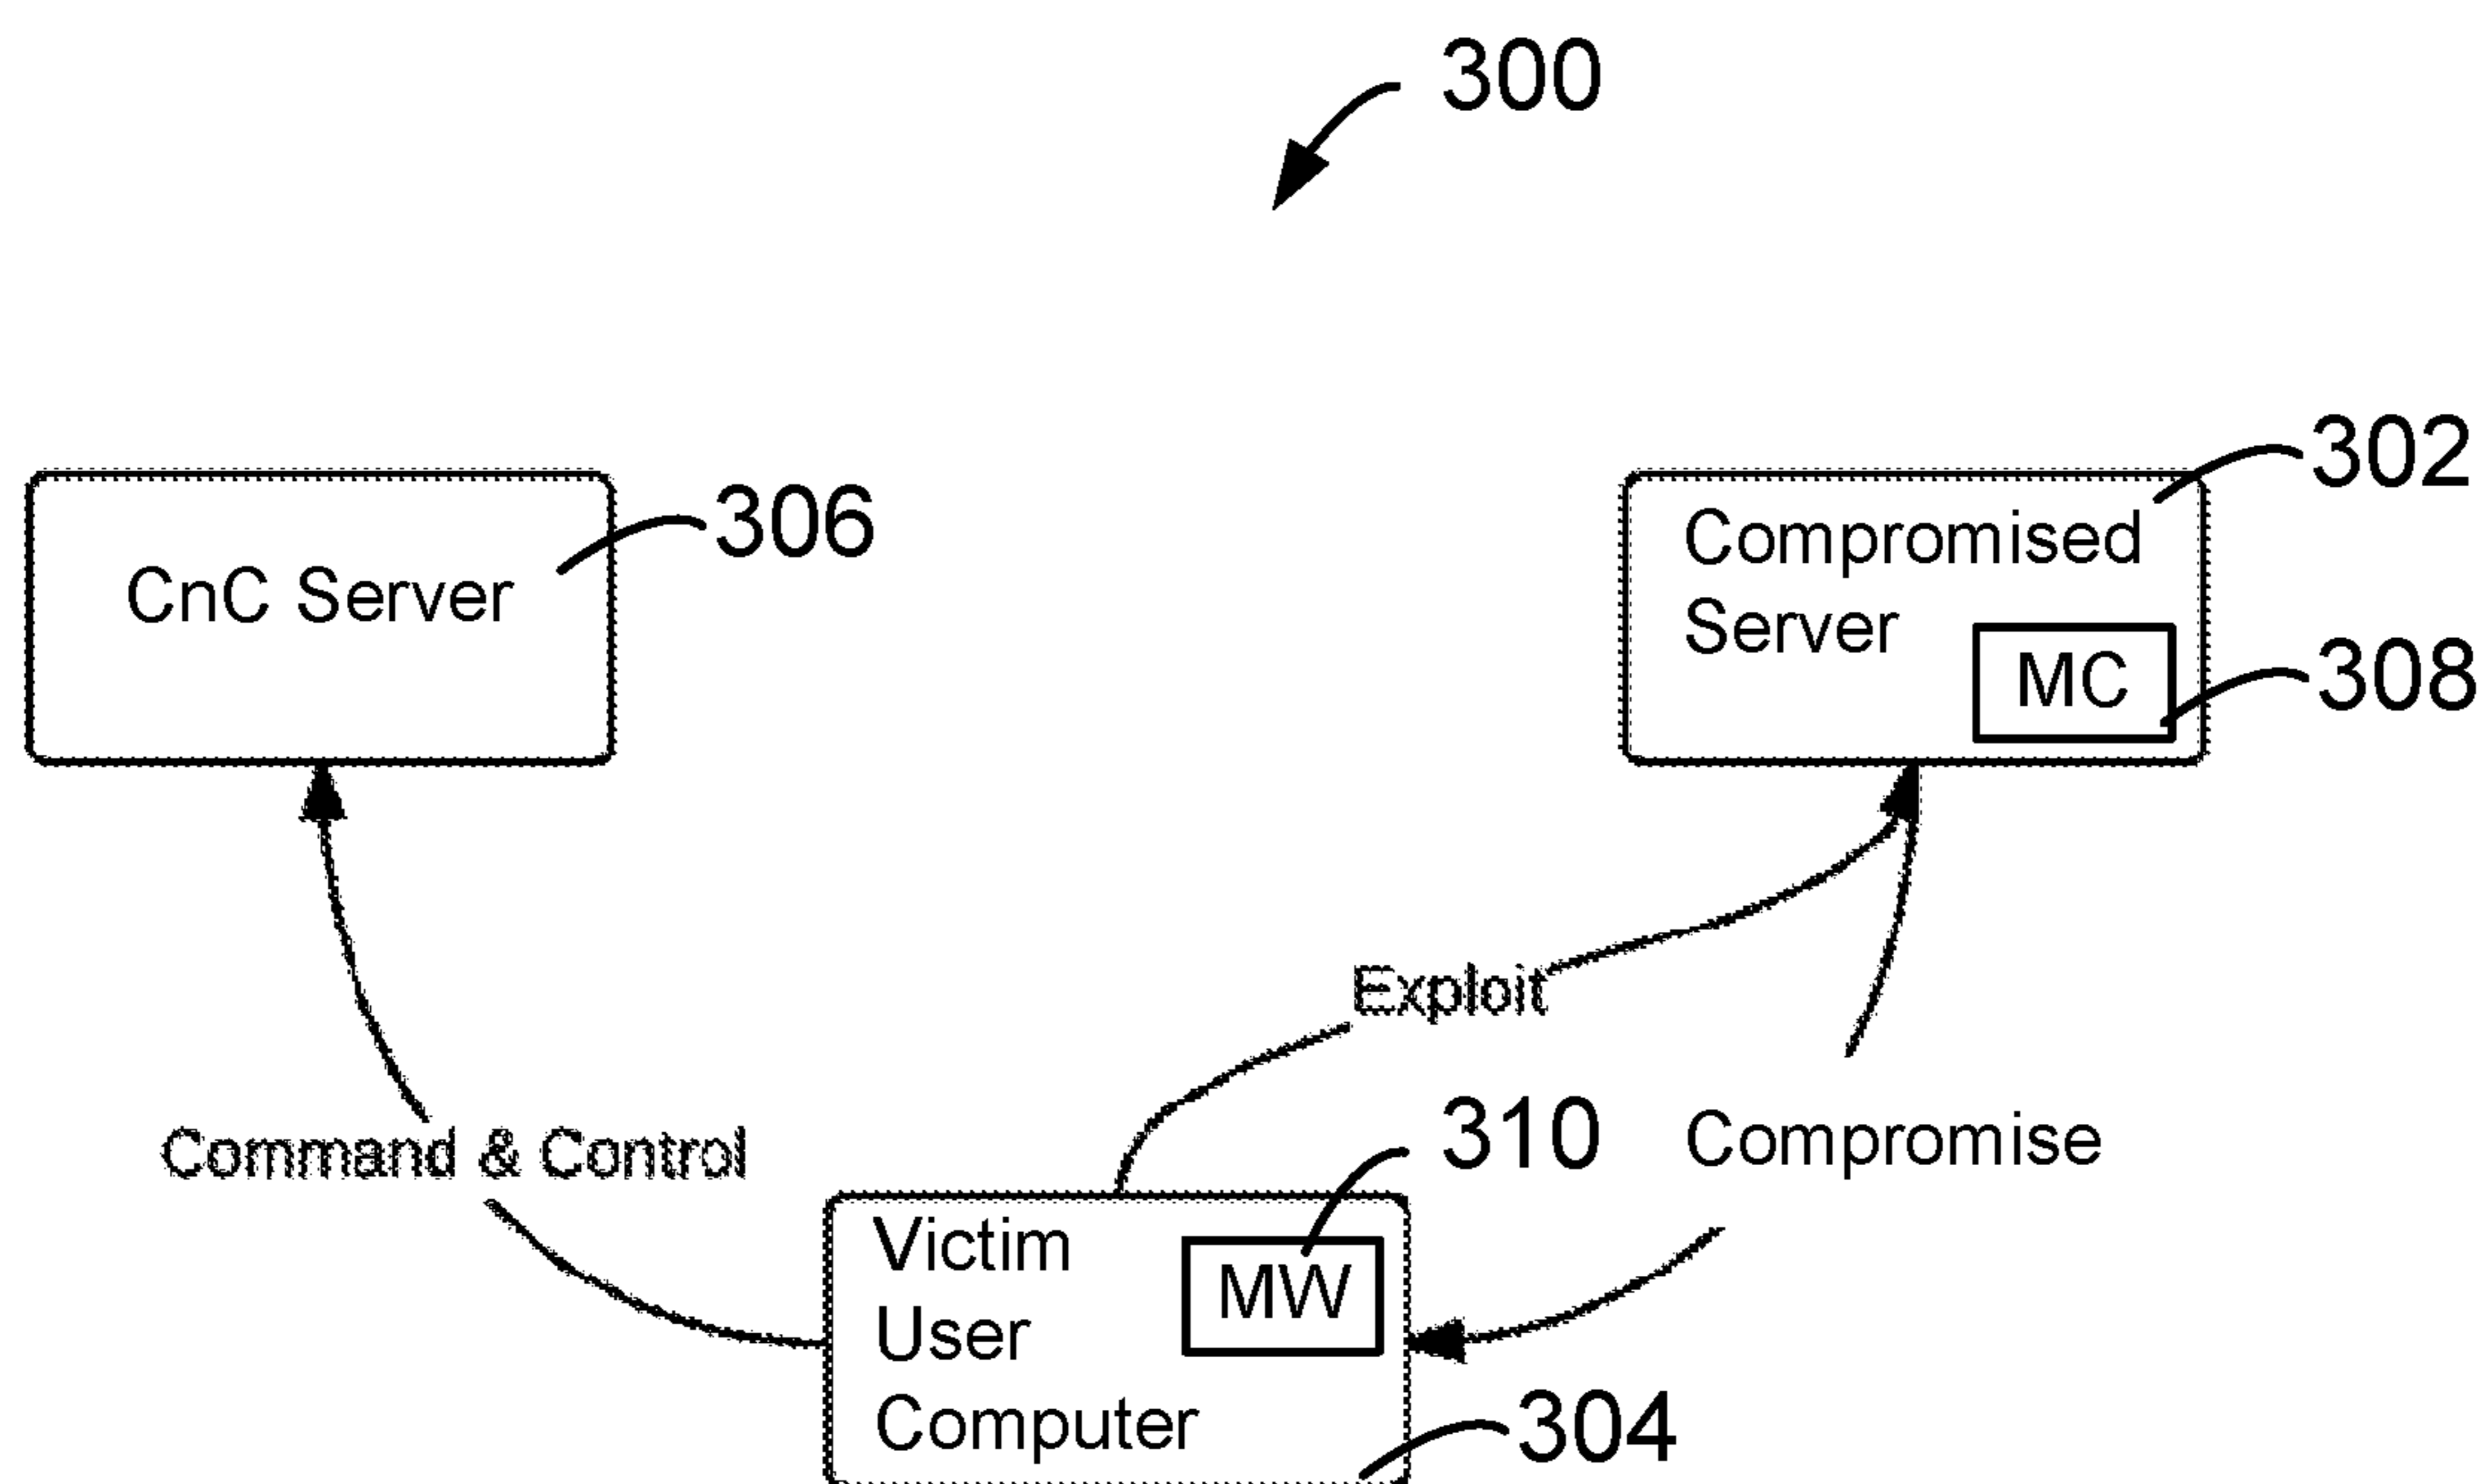 300
302
306
Compromised
CnC Server
Server
MC
308
Exploit
310
Compromise
Command & Control
Victim
MW
User
Computer
304